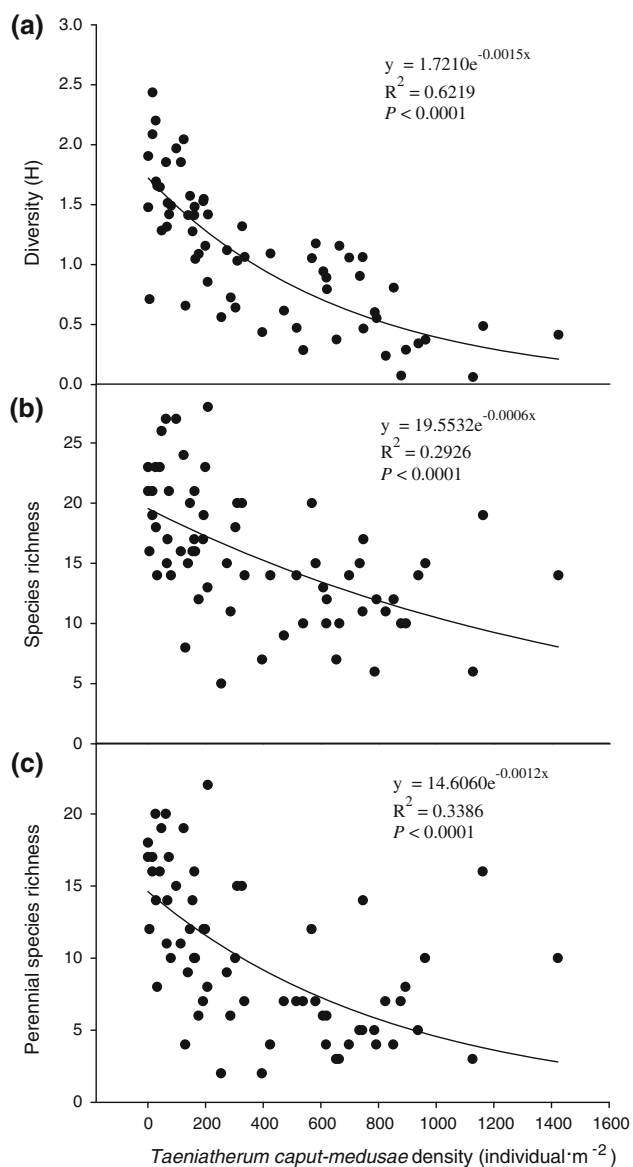 (a)
3.0
2.5
2.0
1.5
1.0
0.5
0.0
Diversity (H)
y = 1.7210e^-0.0015x
R^2 = 0.6219
P < 0.0001
(b)
25
20
15
10
5
0
Species richness
y = 19.5532e^-0.0006x
R^2 = 0.2926
P < 0.0001
(c)
20
15
10
5
0
Perennial species richness
y = 14.6060e^-0.0012x
R^2 = 0.3386
P < 0.0001
0 200 400 600 800 1000 1200 1400 1600
Taeniatherum caput-medusae density (individual·m^-2)